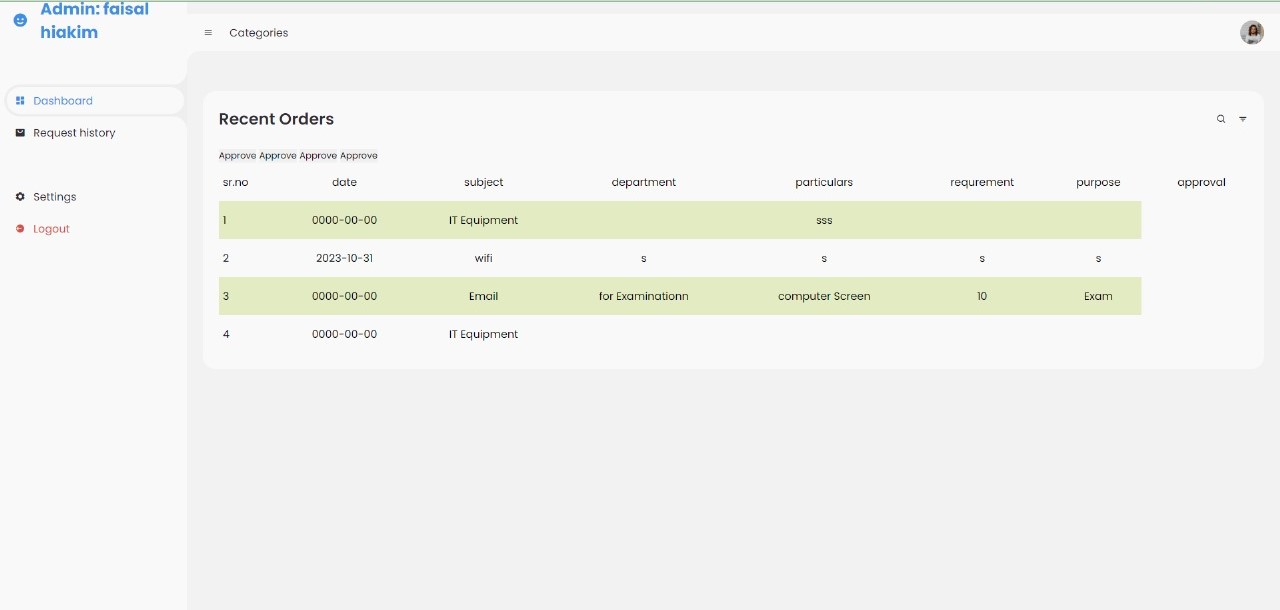 Admin: faisal
hiakim
Categories
Dashboard
Request history
Settings
Logout
Recent Orders
Approve Approve Approve Approve
sr.no date subject department particulars requrement purpose approval
1 0000-00-00 IT Equipment sss
2 2023-10-31 wifi s s s s
3 0000-00-00 Email for Examinationn computer Screen 10 Exam
4 0000-00-00 IT Equipment